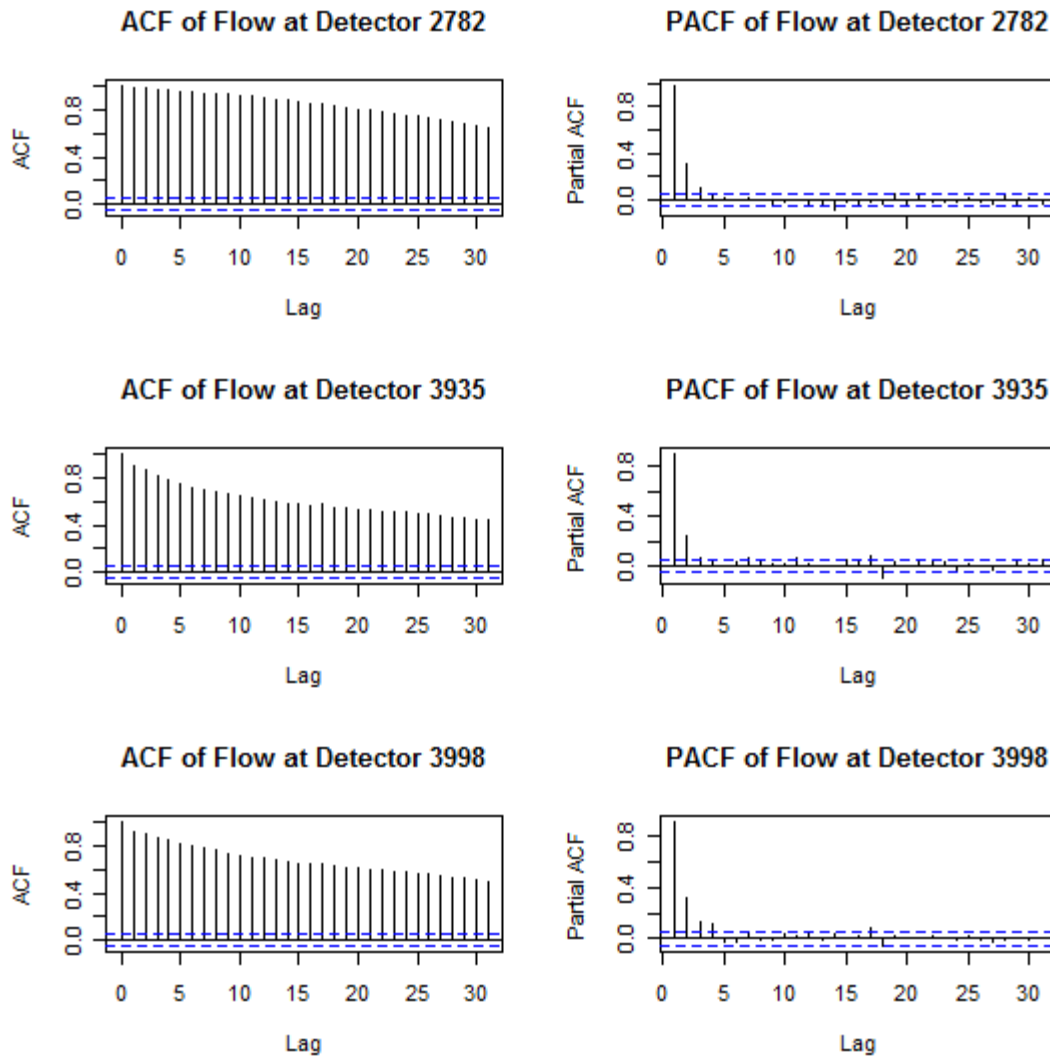 ACF of Flow at Detector 2782
ACF
0.0 0.4 0.8
0 5 10 15 20 25 30
Lag
PACF of Flow at Detector 2782
Partial ACF
0.0 0.4 0.8
0 5 10 15 20 25 30
Lag
ACF of Flow at Detector 3935
ACF
0.0 0.4 0.8
0 5 10 15 20 25 30
Lag
PACF of Flow at Detector 3935
Partial ACF
0.0 0.4 0.8
0 5 10 15 20 25 30
Lag
ACF of Flow at Detector 3998
ACF
0.0 0.4 0.8
0 5 10 15 20 25 30
Lag
PACF of Flow at Detector 3998
Partial ACF
0.0 0.4 0.8
0 5 10 15 20 25 30
Lag